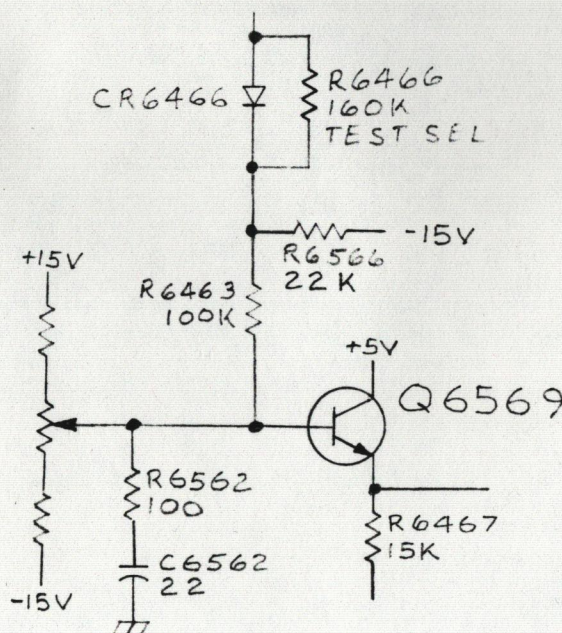 CR6466
R6466
160K
TEST SEL
-15V
R6566
22K
+15V
R6463
100K
+5V
Q6569
R6562
100
C6562
22
R6467
15K
-15V